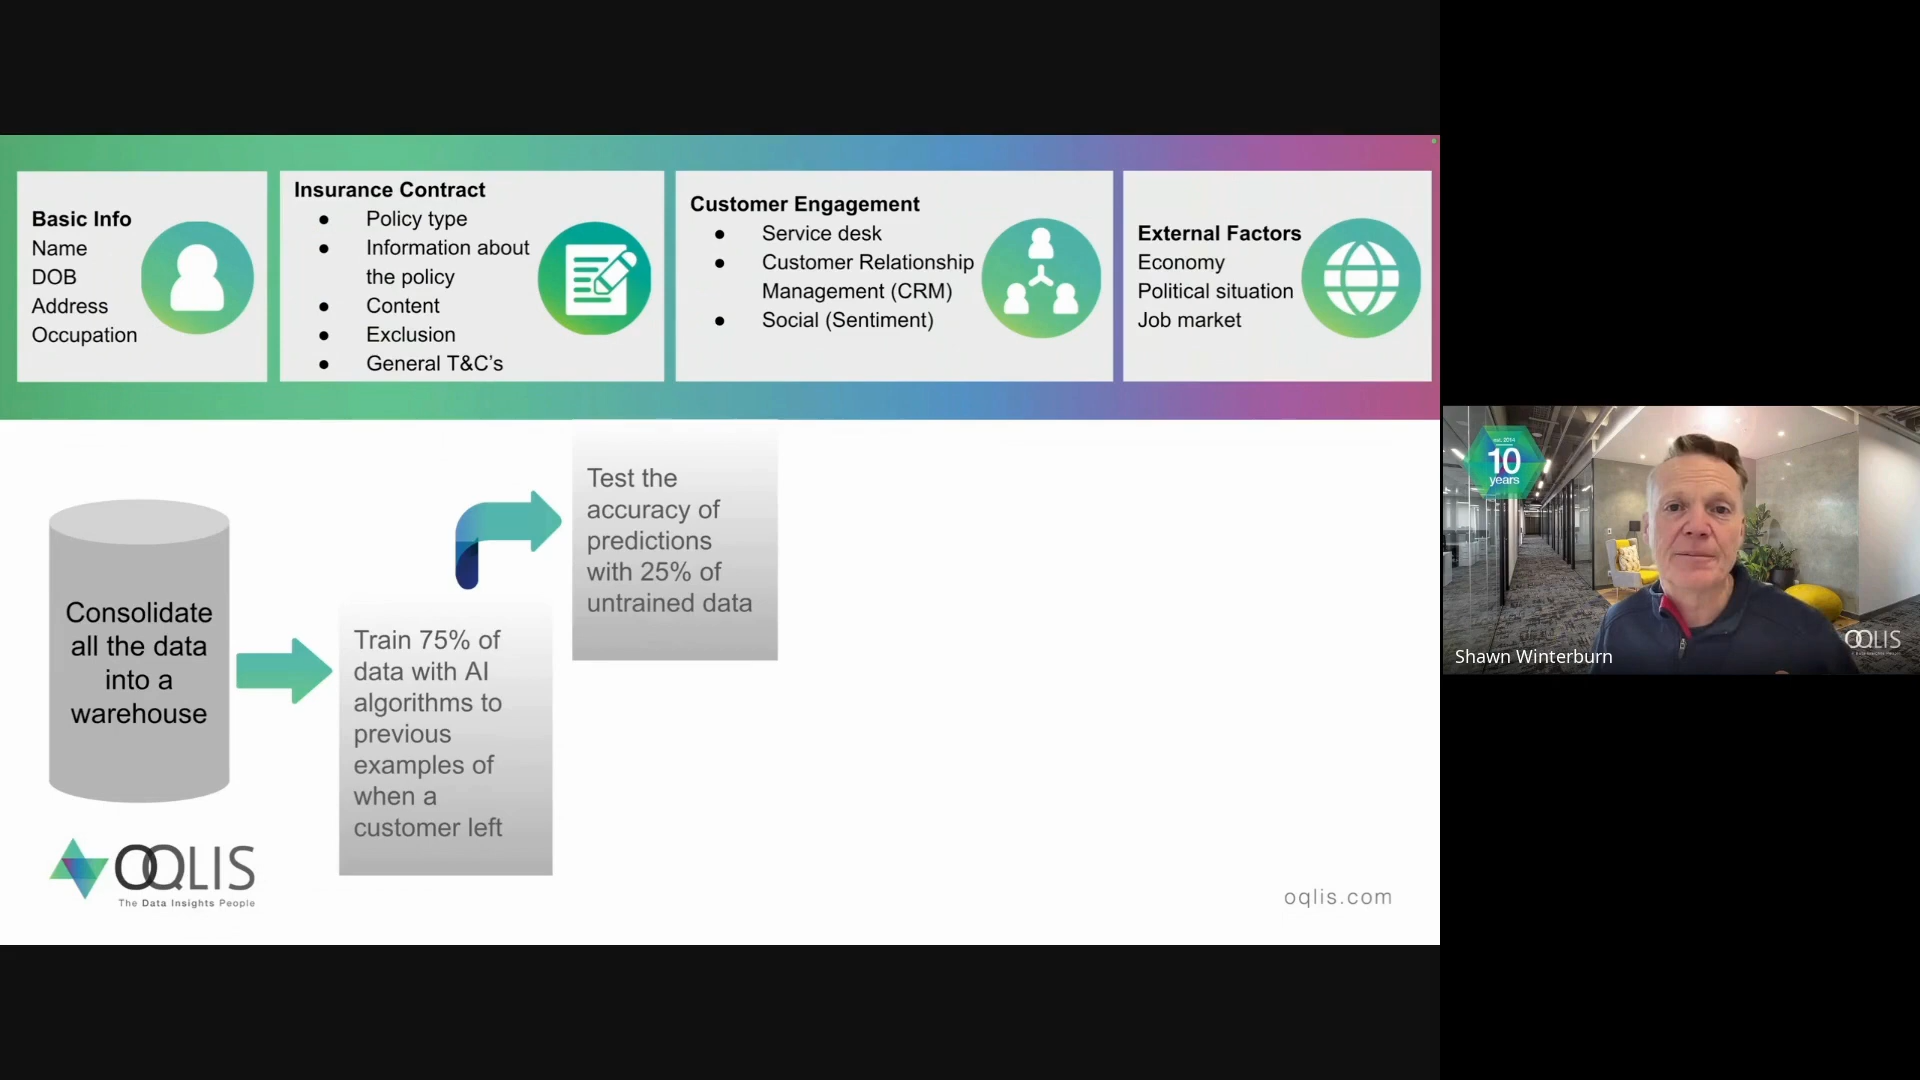 Basic Info
Name
DOB
Address
Occupation
Insurance Contract
● Policy type
● Information about
the policy
● Content
● Exclusion
● General T&C’s
Customer Engagement
● Service desk
● Customer Relationship
Management (CRM)
● Social (Sentiment)
External Factors
Economy
Political situation
Job market
Consolidate
all the data
into a
warehouse
Train 75% of
data with AI
algorithms to
previous
examples of
when a
customer left
Test the
accuracy of
predictions
with 25% of
untrained data
OQLIS
The Data Insights People
oqlis.com
est. 2014
10
years
OQLIS
Shawn Winterburn